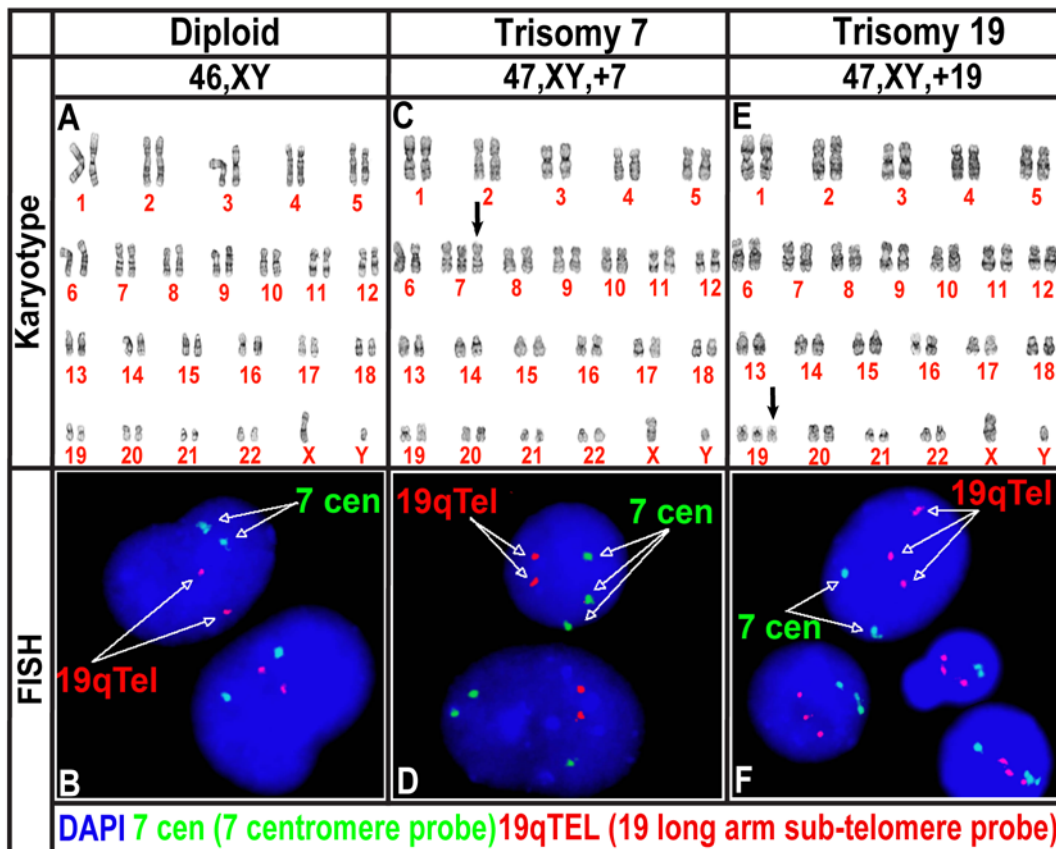 Diploid Trisomy 7 Trisomy 19
46,XY 47,XY,+7 47,XY,+19
Karyotype
A
1 2 3 4 5
6 7 8 9 10 11 12
13 14 15 16 17 18
19 20 21 22 X Y
C
1 2 3 4 5
6 7 8 9 10 11 12
13 14 15 16 17 18
19 20 21 22 X Y
E
1 2 3 4 5
6 7 8 9 10 11 12
13 14 15 16 17 18
19 20 21 22 X Y
FISH
7 cen
19qTel
B
19qTel 7 cen
D
19qTel
7 cen
F
DAPI 7 cen (7 centromere probe) 19qTEL (19 long arm sub-telomere probe)